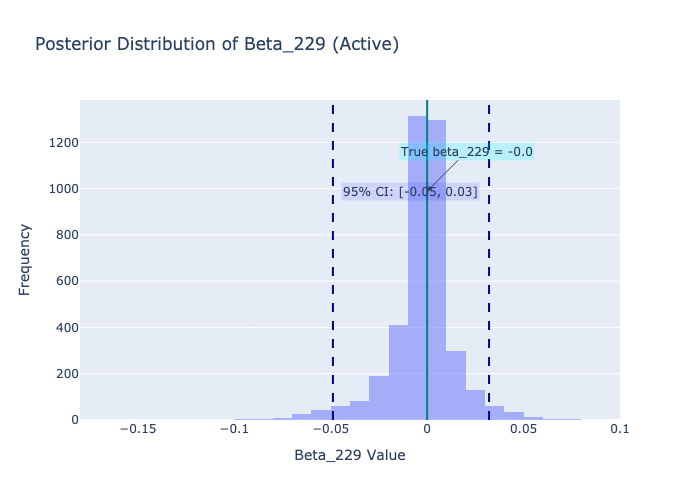 Posterior Distribution of Beta_229 (Active)
1200
1000
800
600
400
200
0
Frequency
True beta_229 = -0.0
95% CI: [-0.05, 0.03]
−0.15
−0.1
−0.05
0
0.05
0.1
Beta_229 Value